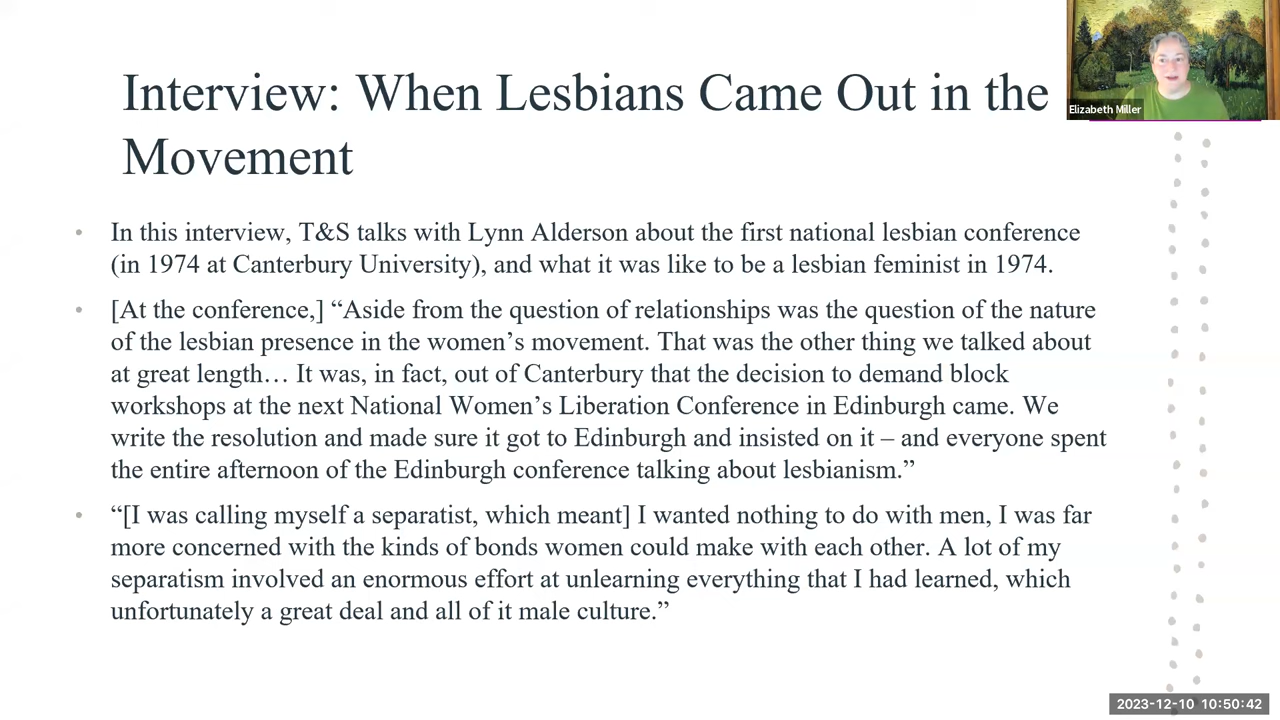 Interview: When Lesbians Came Out in the
Movement
Elizabeth Miller
• In this interview, T&S talks with Lynn Alderson about the first national lesbian conference
(in 1974 at Canterbury University), and what it was like to be a lesbian feminist in 1974.
• [At the conference,] “Aside from the question of relationships was the question of the nature
of the lesbian presence in the women’s movement. That was the other thing we talked about
at great length… It was, in fact, out of Canterbury that the decision to demand block
workshops at the next National Women’s Liberation Conference in Edinburgh came. We
write the resolution and made sure it got to Edinburgh and insisted on it – and everyone spent
the entire afternoon of the Edinburgh conference talking about lesbianism.”
• “[I was calling myself a separatist, which meant] I wanted nothing to do with men, I was far
more concerned with the kinds of bonds women could make with each other. A lot of my
separatism involved an enormous effort at unlearning everything that I had learned, which
unfortunately a great deal and all of it male culture.”
2023-12-10 10:50:42